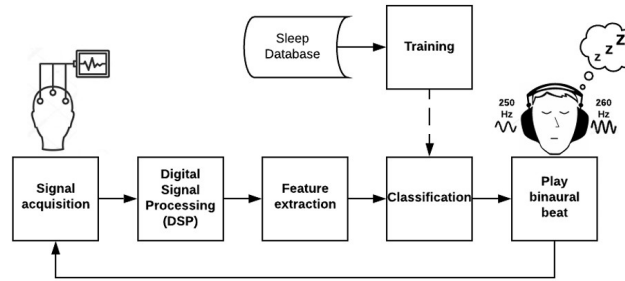 Sleep
Database
Training
z z z
250
Hz
260
Hz
Signal
acquisition
Digital
Signal
Processing
(DSP)
Feature
extraction
Classification
Play
binaural
beat